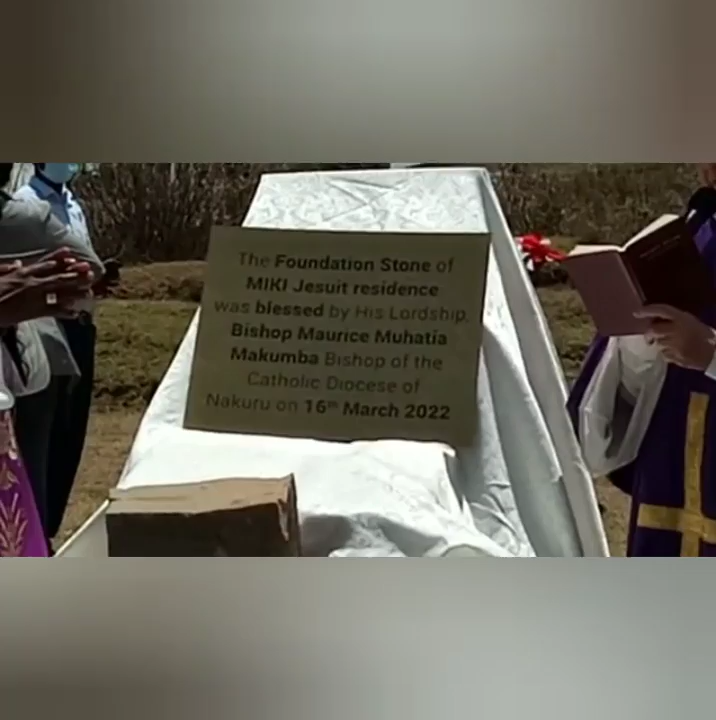 The Foundation Stone of
MIKI Jesuit residence
was blessed by His Lordship,
Bishop Maurice Muhatia
Makumba Bishop of the
Catholic Diocese of
Nakuru on 16th March 2022